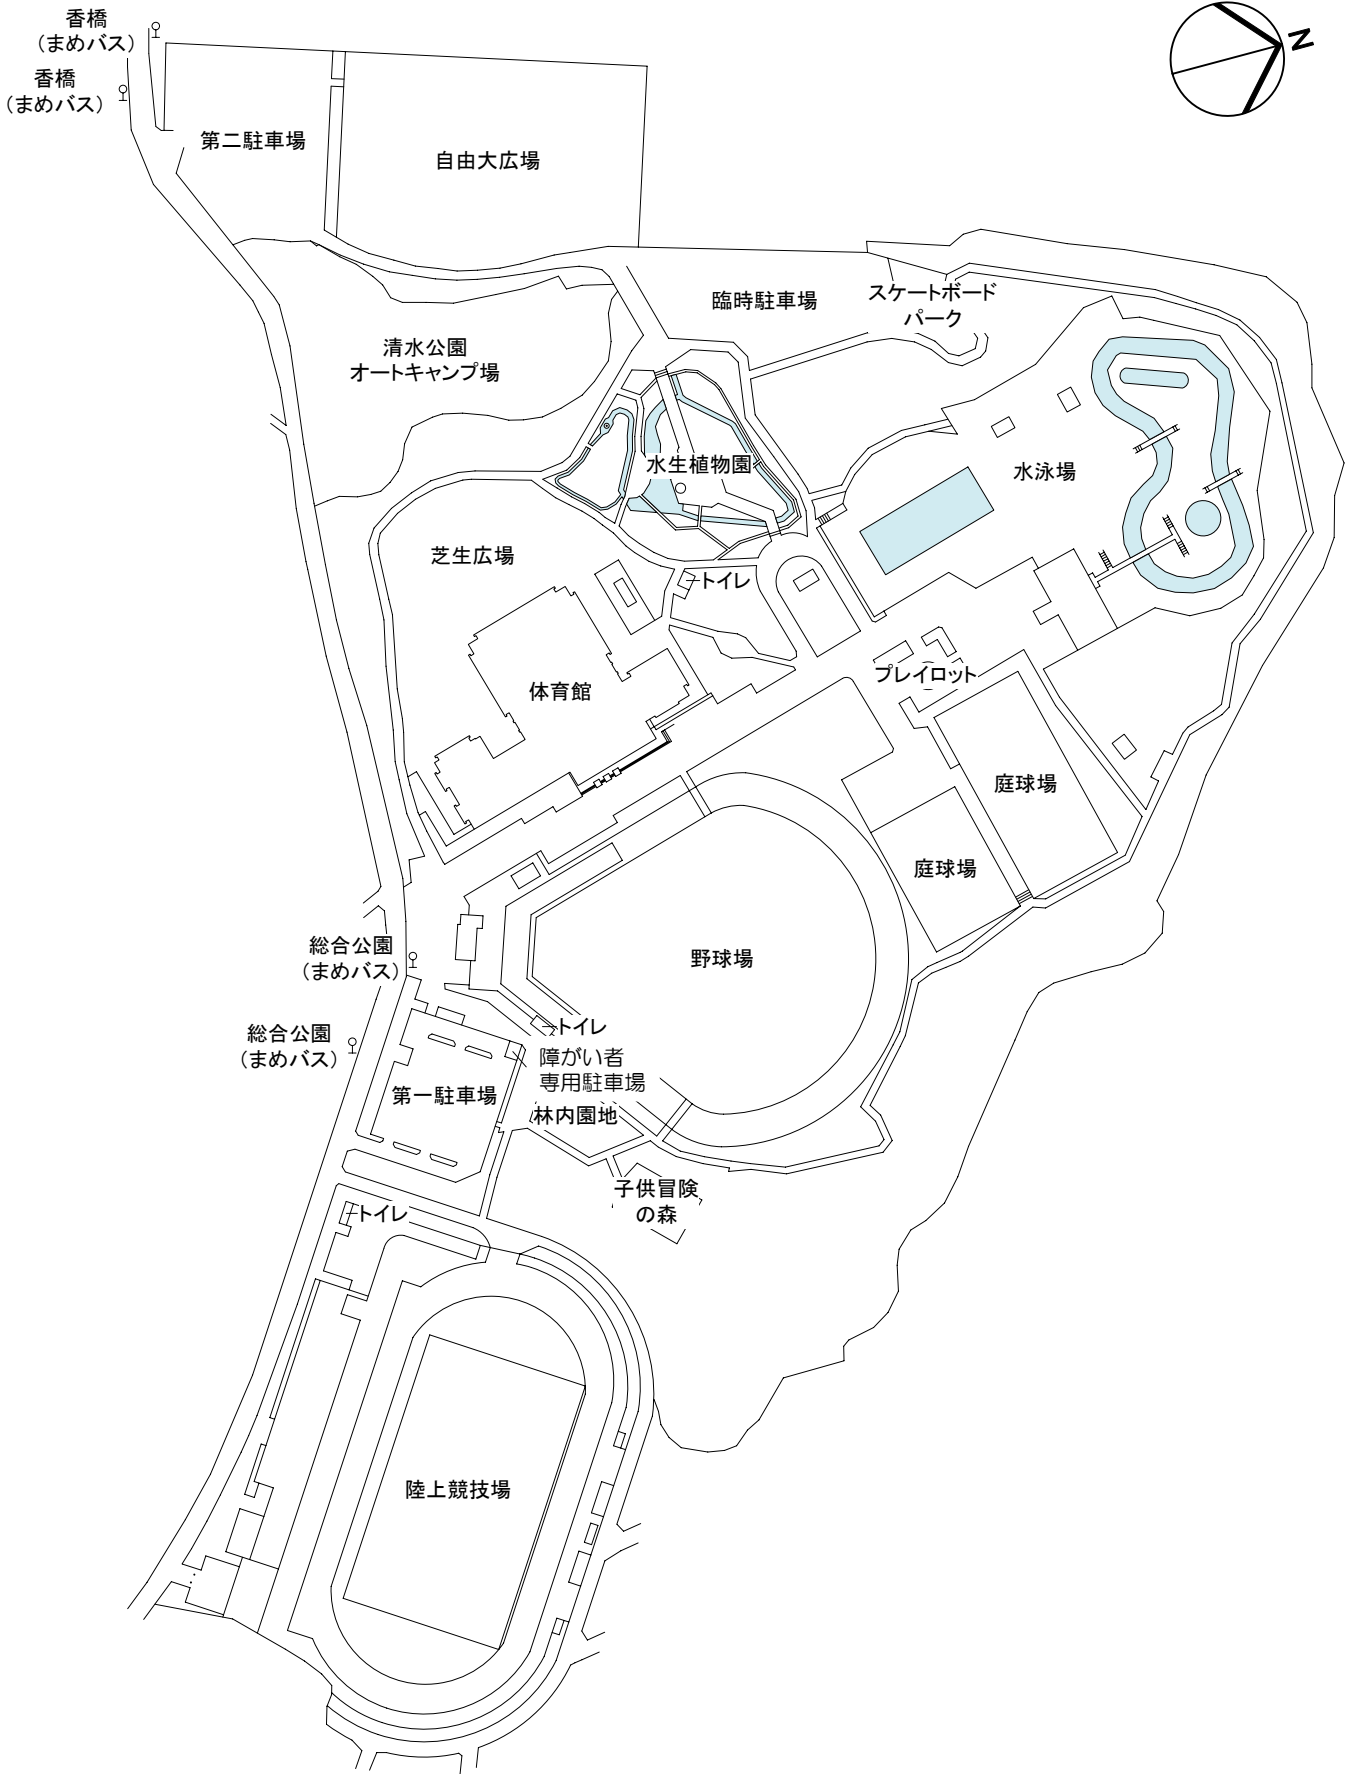 香橋
（まめバス）
N
香橋
（まめバス）
第二駐車場
自由大広場
臨時駐車場
スケートボード
パーク
清水公園
オートキャンプ場
水生植物園
水泳場
芝生広場
トイレ
プレイロット
体育館
庭球場
庭球場
総合公園
（まめバス）
野球場
総合公園
（まめバス）
トイレ
障がい者
専用駐車場
第一駐車場
林内園地
子供冒険
の森
トイレ
陸上競技場